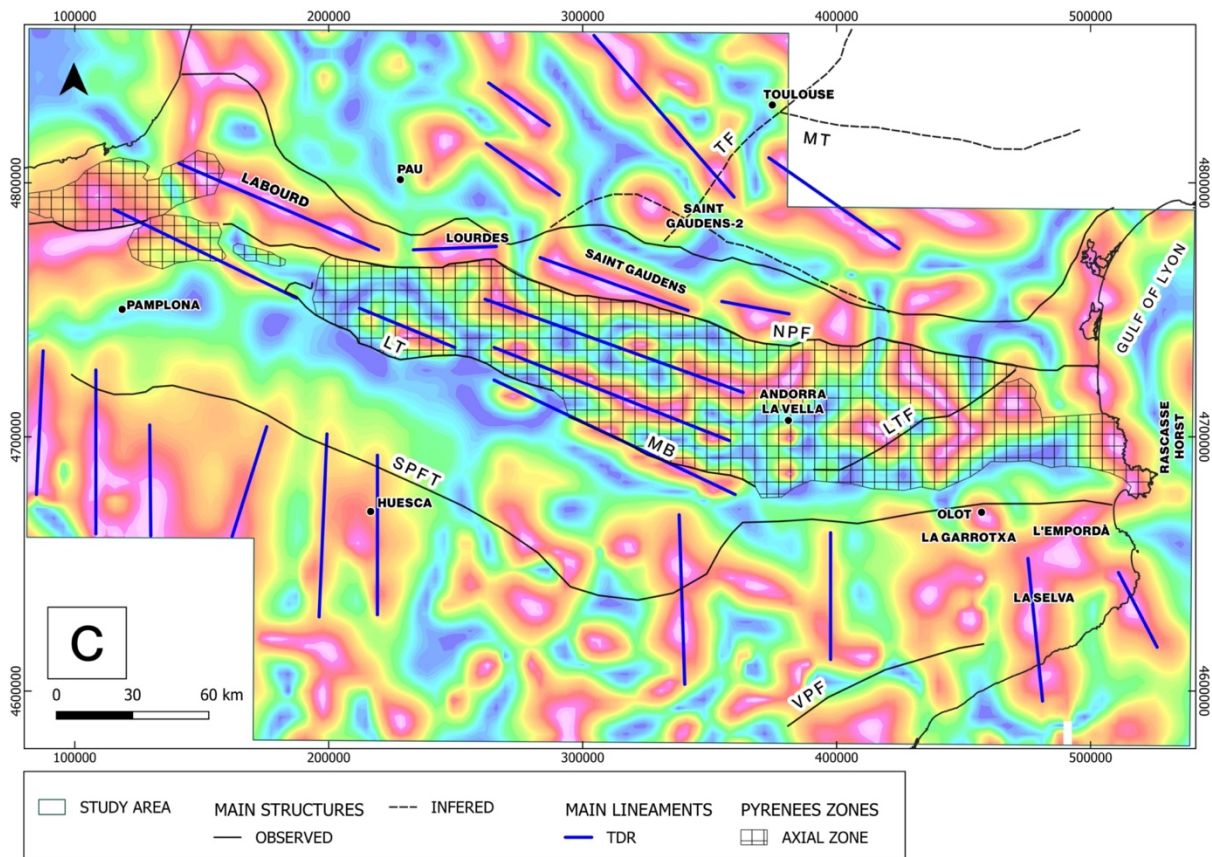 100000 200000 300000 400000 500000
TOULOUSE
MT
TF
PAU
4800000
4800000
LABOURD
SAINT
GAUDENS-2
LOURDES
SAINT GAUDENS
GULF OF LYON
PAMPLONA
NPF
LT
ANDORRA
LA VELLA
LTF
4700000
4700000
MB
RASCASSE
HORST
SPFT
HUESCA
OLOT
LA GARROTXA
L'EMPORDÀ
C
LA SELVA
0 30 60 km
4600000
4600000
VPF
100000 200000 300000 400000 500000
STUDY AREA
MAIN STRUCTURES
OBSERVED
INFERED
MAIN LINEAMENTS
TDR
PYRENEES ZONES
AXIAL ZONE